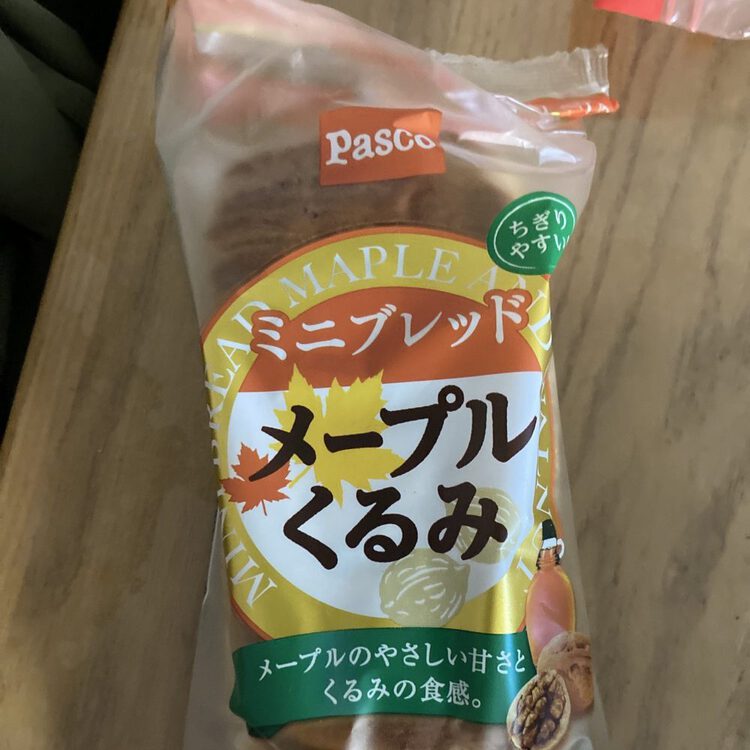 Pasco
ちぎり
やすい
MINI BREAD MAPLE AND WALNUT
ミニブレッド
メープル
くるみ
メープルのやさしい甘さと
くるみの食感。